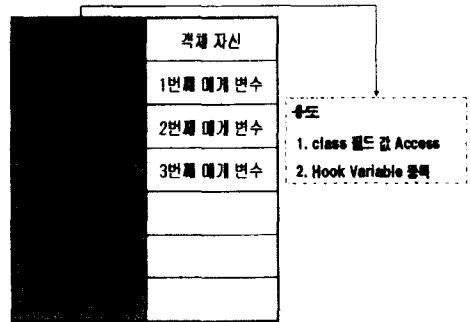 객체 자신
1번째 매개 변수
2번째 매개 변수
3번째 매개 변수
용도
1. class 필드 값 Access
2. Hook Variable 등록